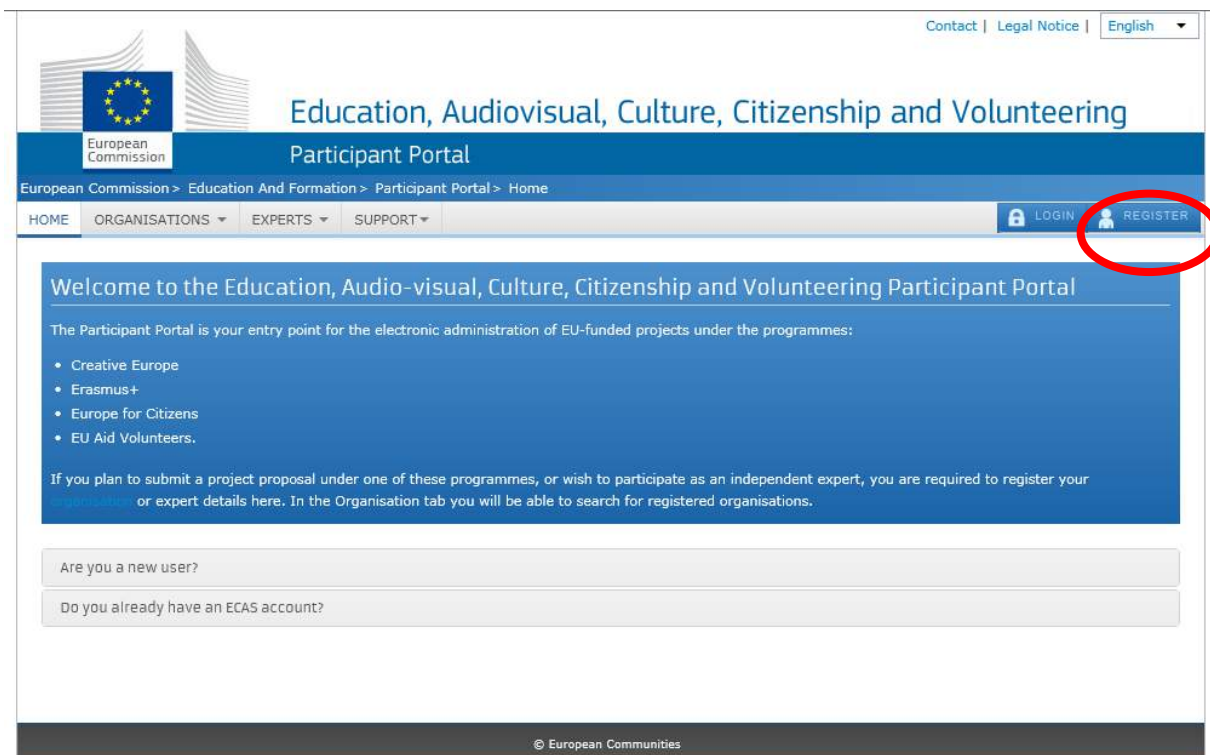 Contact | Legal Notice | English
Education, Audiovisual, Culture, Citizenship and Volunteering
European
Commission
Participant Portal
European Commission > Education And Formation > Participant Portal > Home
HOME ORGANISATIONS EXPERTS SUPPORT LOGIN REGISTER
Welcome to the Education, Audio-visual, Culture, Citizenship and Volunteering Participant Portal
The Participant Portal is your entry point for the electronic administration of EU-funded projects under the programmes:
• Creative Europe
• Erasmus+
• Europe for Citizens
• EU Aid Volunteers.
If you plan to submit a project proposal under one of these programmes, or wish to participate as an independent expert, you are required to register your
organisation or expert details here. In the Organisation tab you will be able to search for registered organisations.
Are you a new user?
Do you already have an ECAS account?
© European Communities